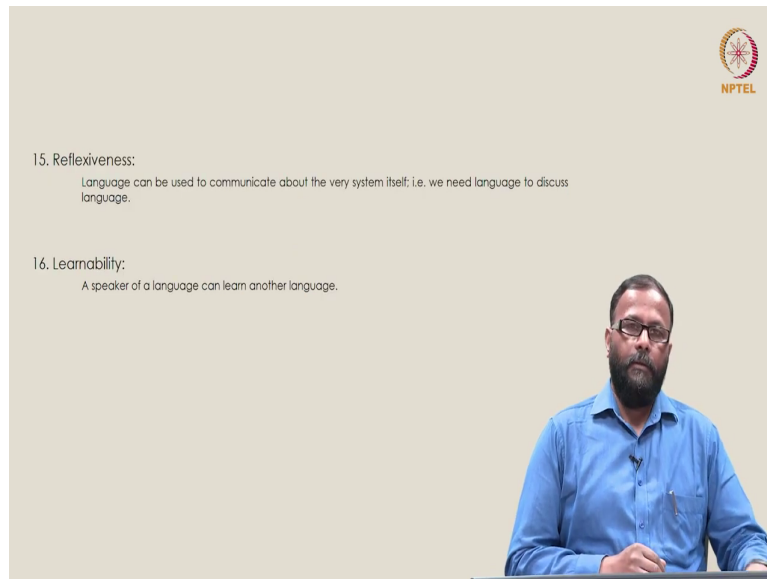 NPTEL
15. Reflexiveness:
Language can be used to communicate about the very system itself; i.e. we need language to discuss
language.
16. Learnability:
A speaker of a language can learn another language.